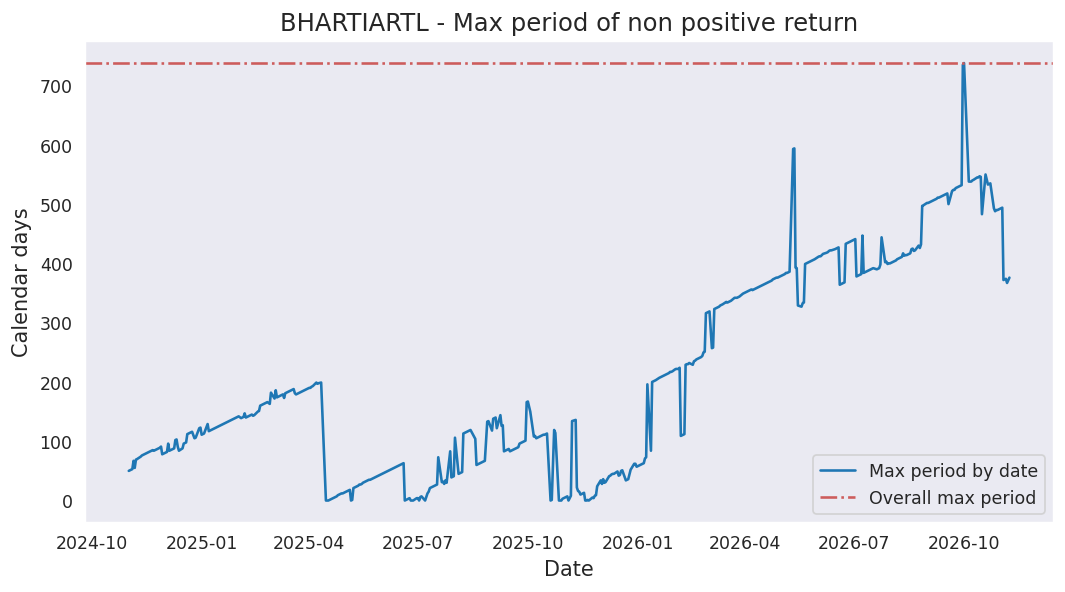 BHARTIARTL - Max period of non positive return
Calendar days
700
600
500
400
300
200
100
0
2024-10 2025-01 2025-04 2025-07 2025-10 2026-01 2026-04 2026-07 2026-10
Date
Max period by date
Overall max period